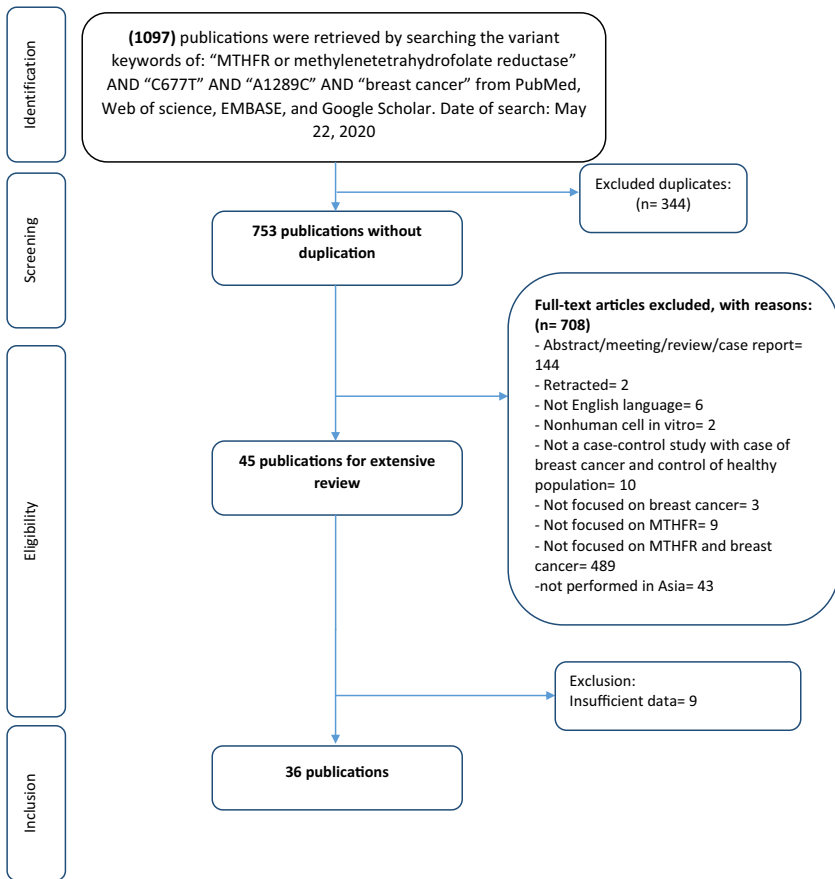 Identification
(1097) publications were retrieved by searching the variant
keywords of: “MTHFR or methylenetetrahydrofolate reductase”
AND “C677T” AND “A1289C” AND “breast cancer” from PubMed,
Web of science, EMBASE, and Google Scholar. Date of search: May
22, 2020
Screening
Excluded duplicates:
(n= 344)
753 publications without
duplication
Full-text articles excluded, with reasons:
(n= 708)
- Abstract/meeting/review/case report=
144
- Retracted= 2
- Not English language= 6
- Nonhuman cell in vitro= 2
- Not a case-control study with case of
breast cancer and control of healthy
population= 10
- Not focused on breast cancer= 3
- Not focused on MTHFR= 9
- Not focused on MTHFR and breast
cancer= 489
-not performed in Asia= 43
Eligibility
45 publications for extensive
review
Exclusion:
Insufficient data= 9
Inclusion
36 publications